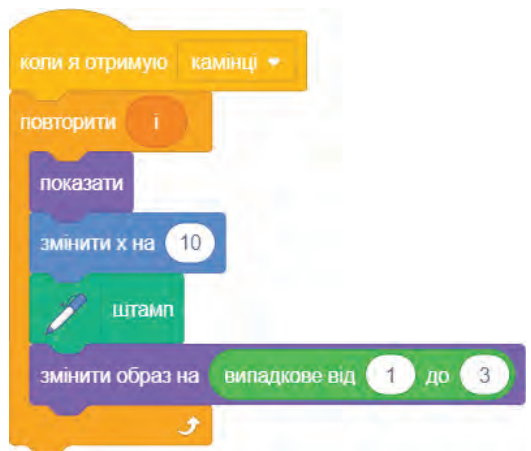 коли я отримую камінці
повторити і
показати
змінити x на 10
штамп
змінити образ на випадкове від 1 до 3